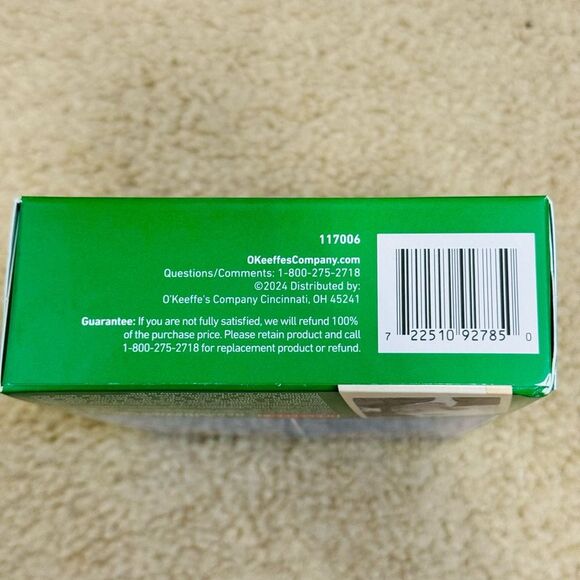 117006
OKeeffesCompany.com
Questions/Comments: 1-800-275-2718
©2024 Distributed by:
O'Keeffe's Company Cincinnati, OH 45241
Guarantee: If you are not fully satisfied, we will refund 100%
of the purchase price. Please retain product and call
1-800-275-2718 for replacement product or refund.
7 22510 92785 0